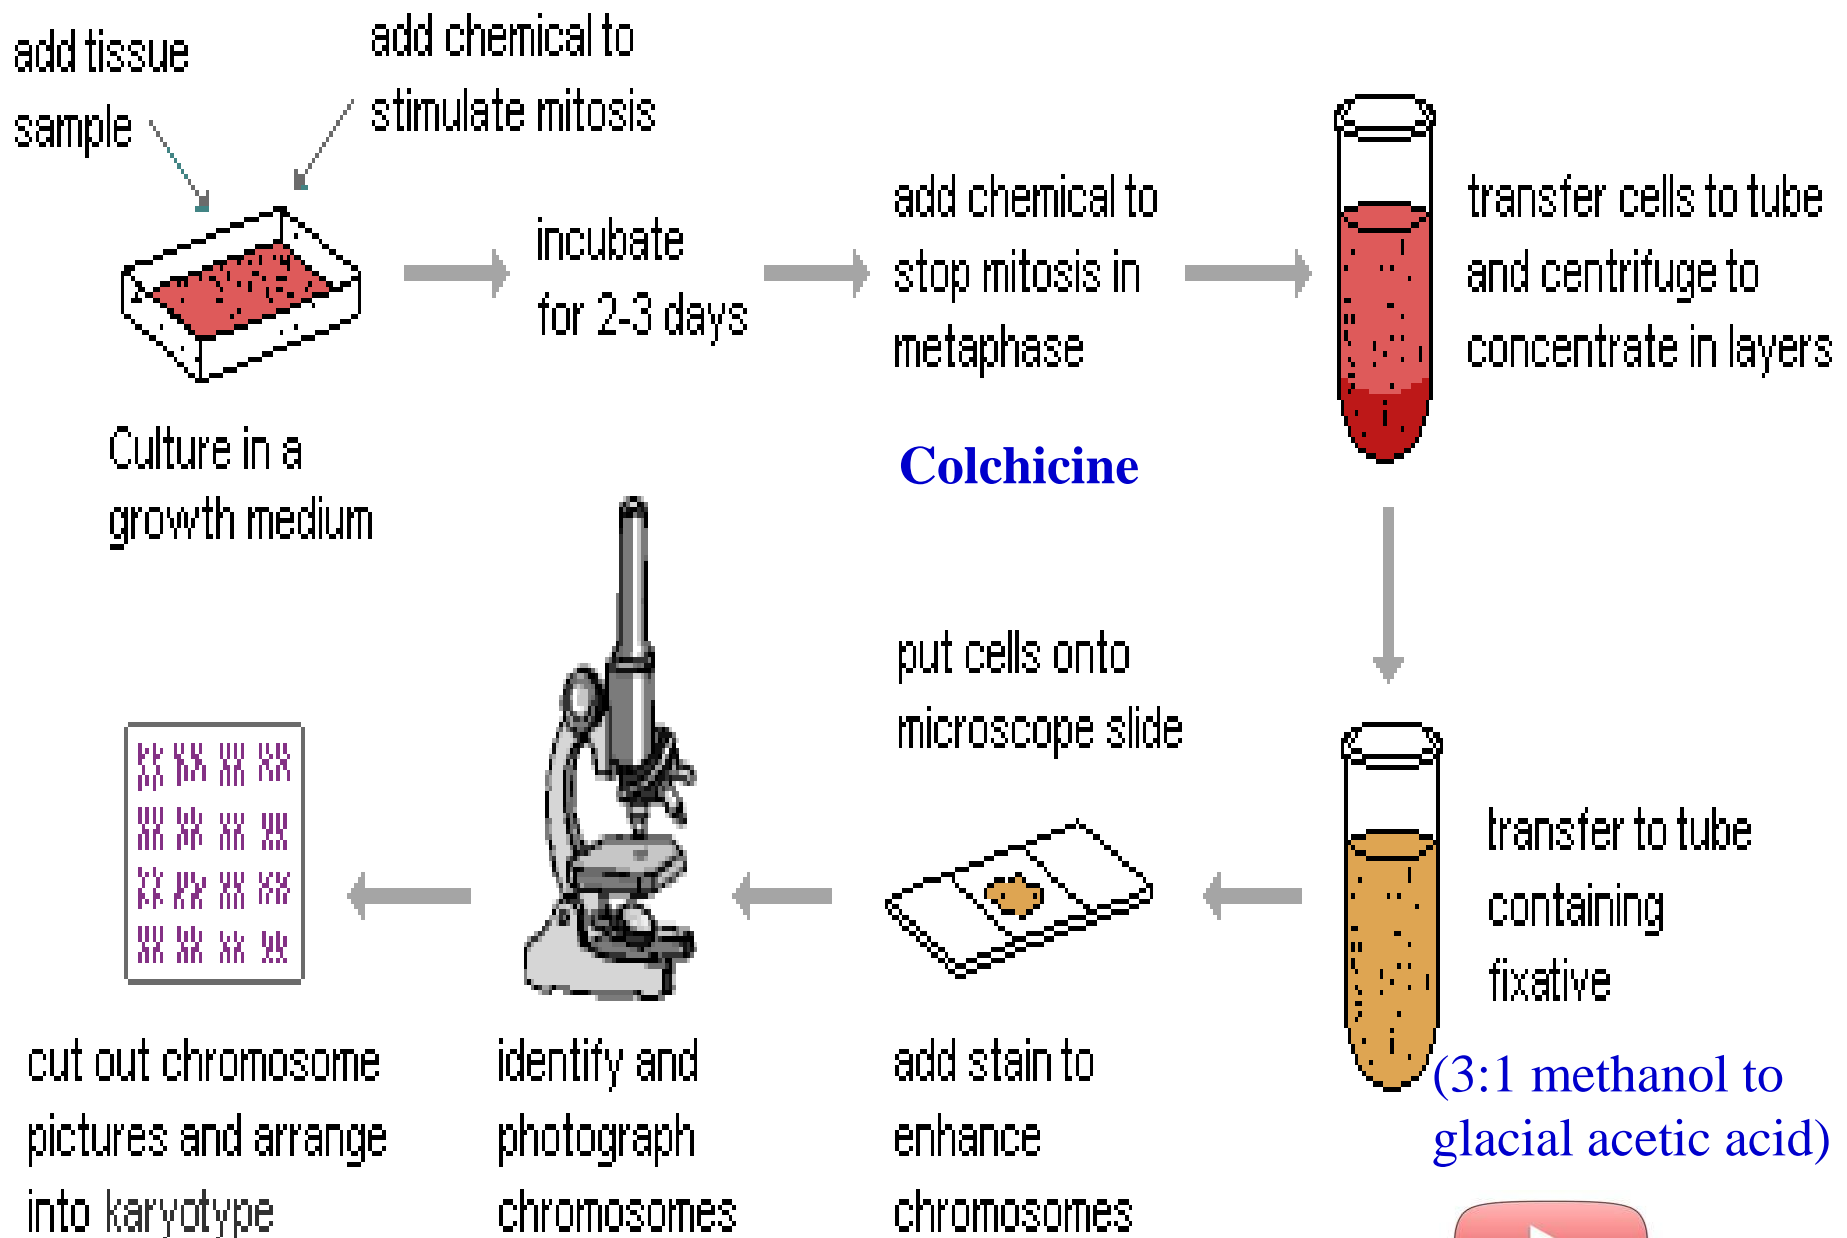 add tissue
sample
add chemical to
stimulate mitosis
Culture in a
growth medium
incubate
for 2-3 days
add chemical to
stop mitosis in
metaphase
Colchicine
transfer cells to tube
and centrifuge to
concentrate in layers
transfer to tube
containing
fixative
(3:1 methanol to
glacial acetic acid)
put cells onto
microscope slide
add stain to
enhance
chromosomes
identify and
photograph
chromosomes
cut out chromosome
pictures and arrange
into karyotype